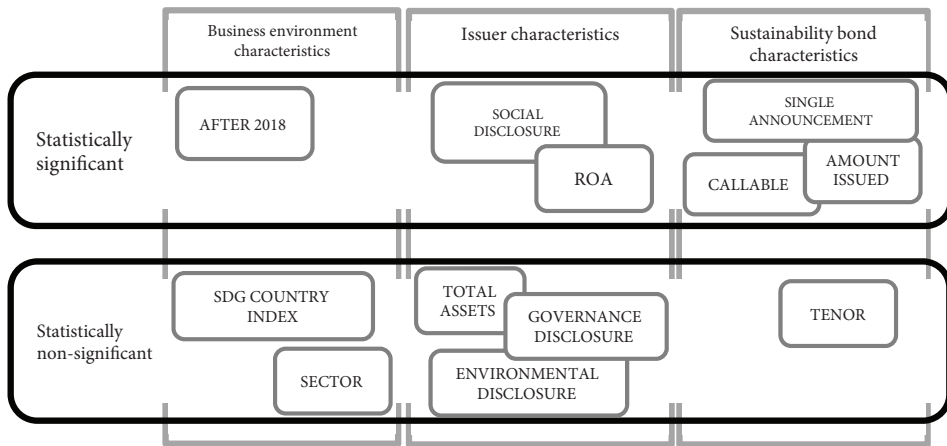 Business environment
characteristics
Issuer characteristics
Sustainability bond
characteristics
Statistically
significant
AFTER 2018
SOCIAL
DISCLOSURE
ROA
SINGLE
ANNOUNCEMENT
CALLABLE
AMOUNT
ISSUED
Statistically
non-significant
SDG COUNTRY
INDEX
SECTOR
TOTAL
ASSETS
GOVERNANCE
DISCLOSURE
ENVIRONMENTAL
DISCLOSURE
TENOR